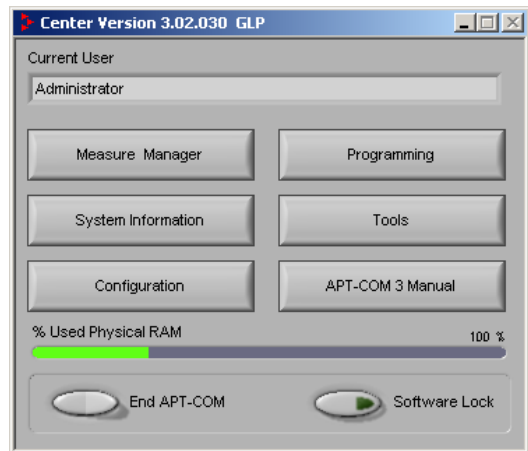 Center Version 3.02.030 GLP
Current User
Administrator
Measure Manager
Programming
System Information
Tools
Configuration
APT-COM 3 Manual
% Used Physical RAM
100 %
End APT-COM
Software Lock